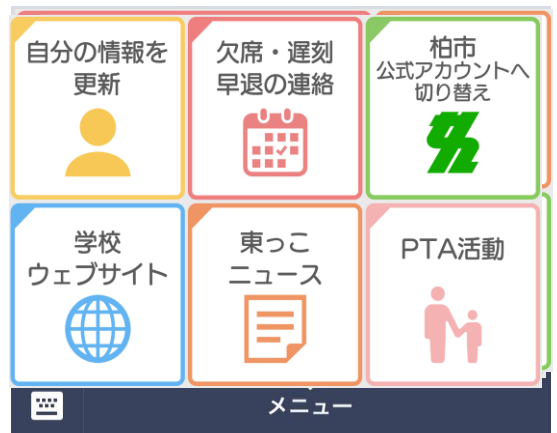 自分の情報を
更新
欠席・遅刻
早退の連絡
柏市
公式アカウントへ
切り替え
学校
ウェブサイト
東っこ
ニュース
PTA活動
メニュー